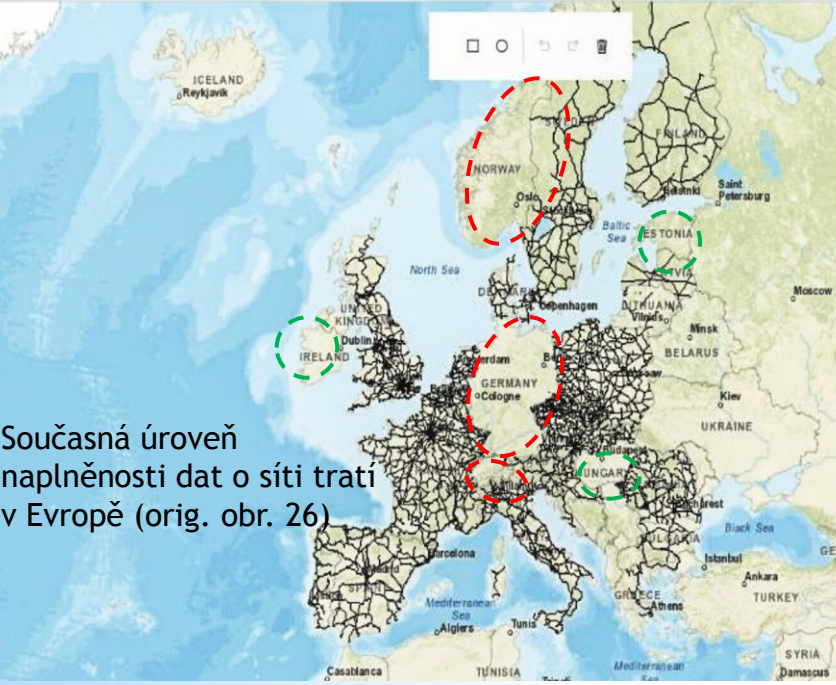 ICELAND
Reykjavik
NORWAY
Oslo
FINLAND
Helsinki
Saint
Petersburg
Baltic
Sea
ESTONIA
North Sea
LATVIA
Moscow
Copenhagen
LITHUANIA
Vilnius
UNITED
KINGDOM
Dublin
Minsk
IRELAND
BELARUS
GERMANY
Cologne
Kiev
UKRAINE
Současná úroveň
naplněnosti dat o síti tratí
v Evropě (orig. obr. 26)
HUNGARY
Black Sea
Istanbul
Barcelona
Ankara
TURKEY
GREECE
Athens
Mediterranean
Sea
Algiers
Tunis
SYRIA
Casablanca
TUNISIA
Mediterranean
Damascus